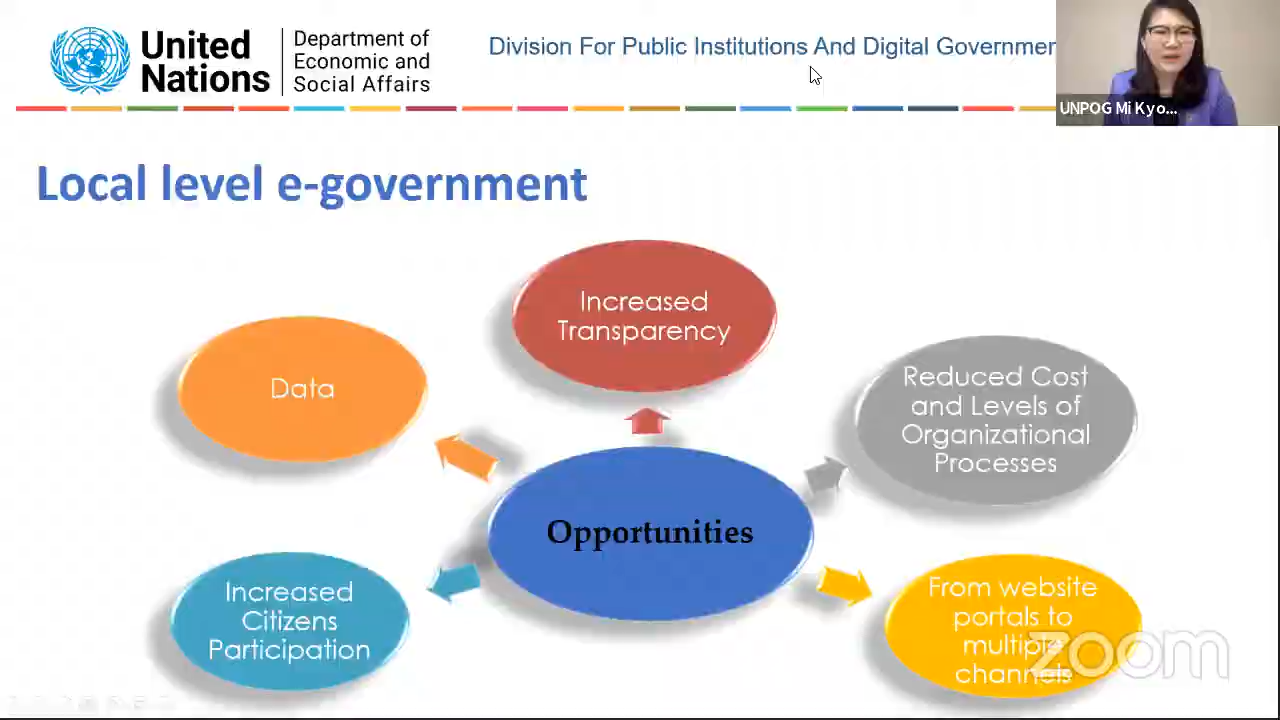 United
Nations
Department of
Economic and
Social Affairs
Division For Public Institutions And Digital Governmen
UNPOG Mi Kyo...
Local level e-government
Increased
Transparency
Data
Reduced Cost
and Levels of
Organizational
Processes
Opportunities
Increased
Citizens
Participation
From website
portals to
multiple
channels
zoom